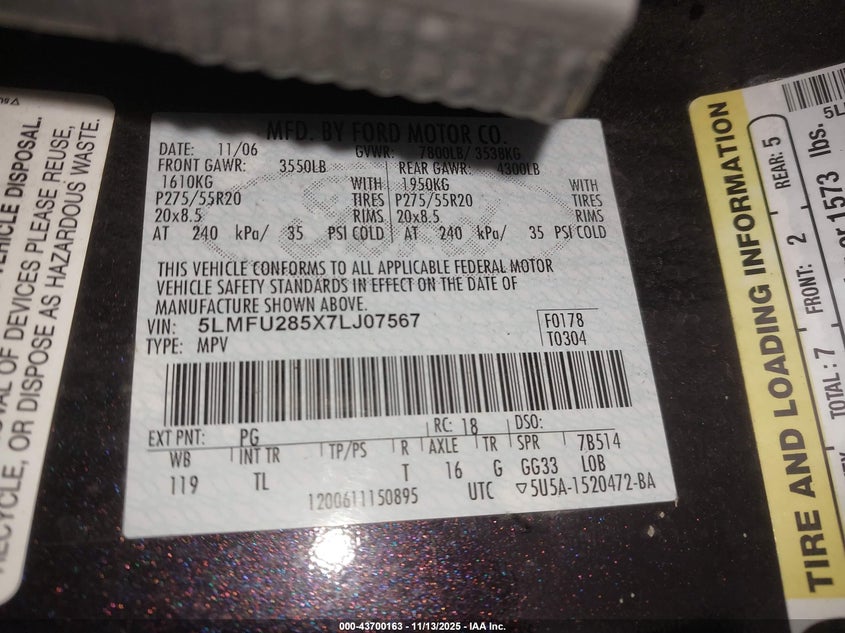 VEHICLE DISPOSAL.
OF DEVICES PLEASE REUSE,
RECYCLE, OR DISPOSE AS HAZARDOUS WASTE.
MFD. BY FORD MOTOR CO.
DATE: 11/06 GVWR: 7800LB/ 3538KG
FRONT GAWR: 3550LB REAR GAWR: 4300LB
1610KG WITH 1950KG WITH
P275/55R20 TIRES P275/55R20 TIRES
20x8.5 RIMS 20x8.5 RIMS
AT 240 kPa/ 35 PSI COLD AT 240 kPa/ 35 PSI COLD
THIS VEHICLE CONFORMS TO ALL APPLICABLE FEDERAL MOTOR
VEHICLE SAFETY STANDARDS IN EFFECT ON THE DATE OF
MANUFACTURE SHOWN ABOVE.
VIN: 5LMFU285X7LJ07567 F0178
TYPE: MPV T0304
EXT PNT: PG RC: 18 DSO:
WB INT TR TP/PS R AXLE TR SPR 7B514
119 TL T 16 G GG33 LOB
1200611150895 UTC ▽5U5A-1520472-BA
TIRE AND LOADING INFORMATION
TOTAL: 7 FRONT: 2 REAR: 5
or 1573 lbs.
000-43700163 - 11/13/2025 - IAA Inc.